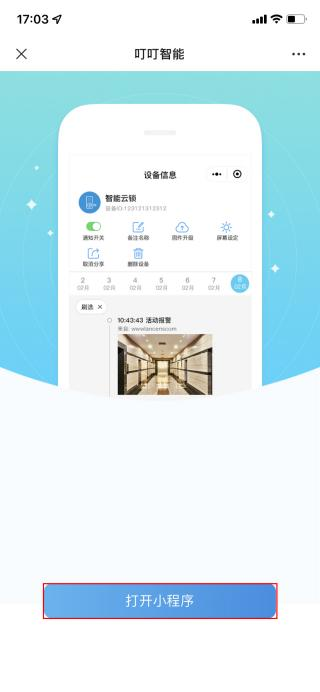 17:03
叮叮智能
设备信息
智能云锁
设备ID:123121312312
通知开关 备注名称 固件升级 屏幕设定
取消分享 删除设备
2 3 4 5 6 7 8
02月 02月 02月 02月 02月 02月 02月
刷选 ×
10:43:43 活动报警
来自: wwwlancenscom
打开小程序